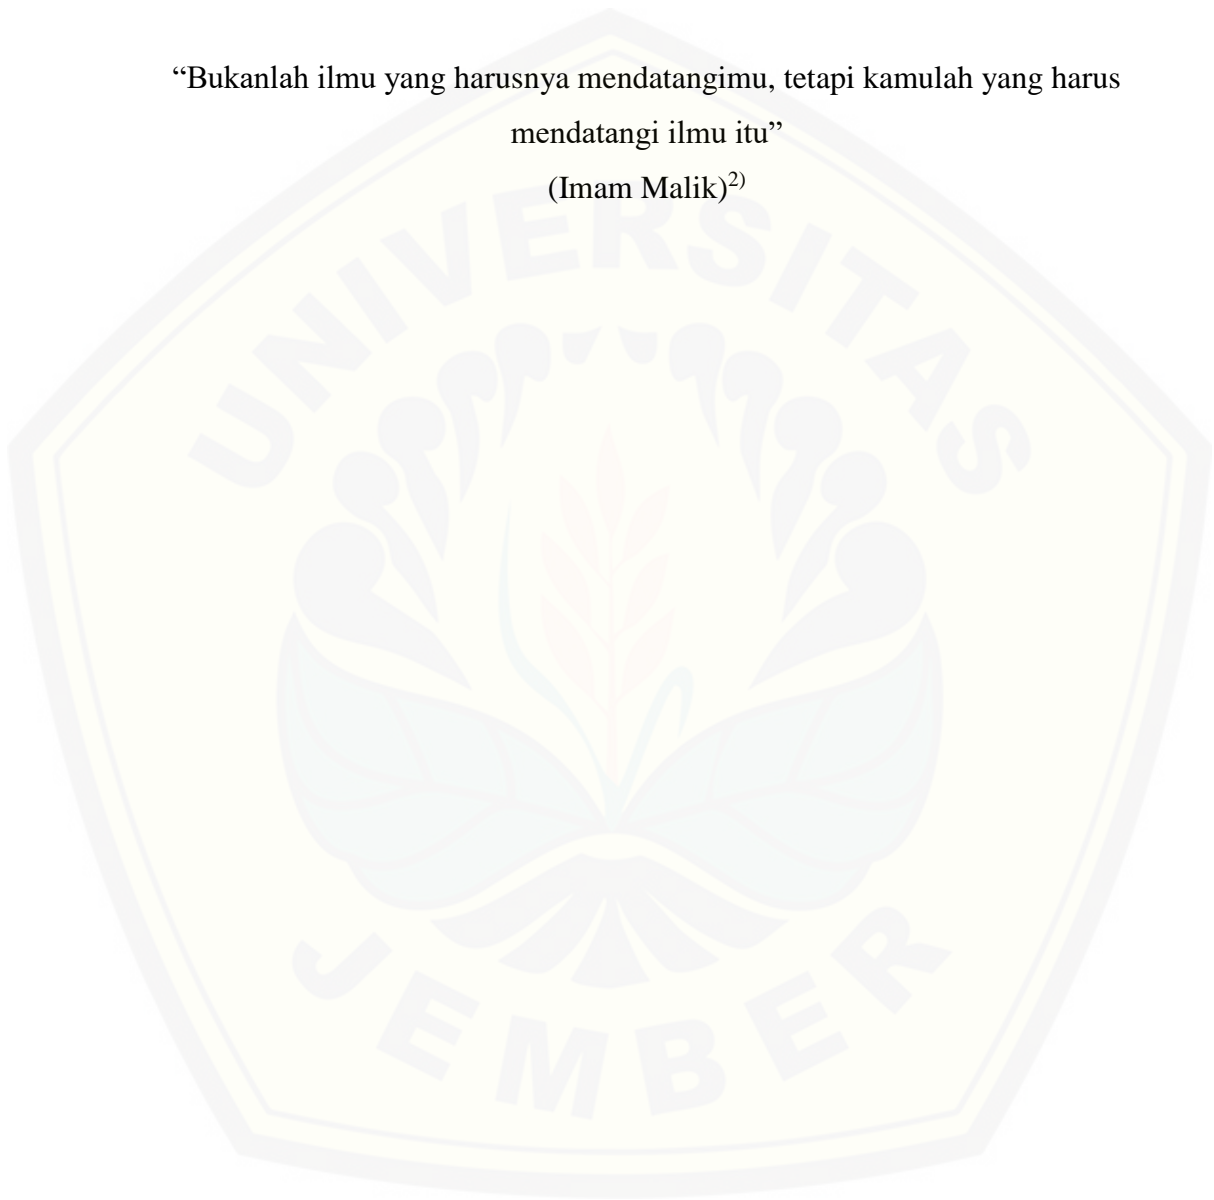 “Bukanlah ilmu yang harusnya mendatangimu, tetapi kamulah yang harus
mendatangi ilmu itu”
(Imam Malik)²⁾
UNIVERSITAS
JEMBER